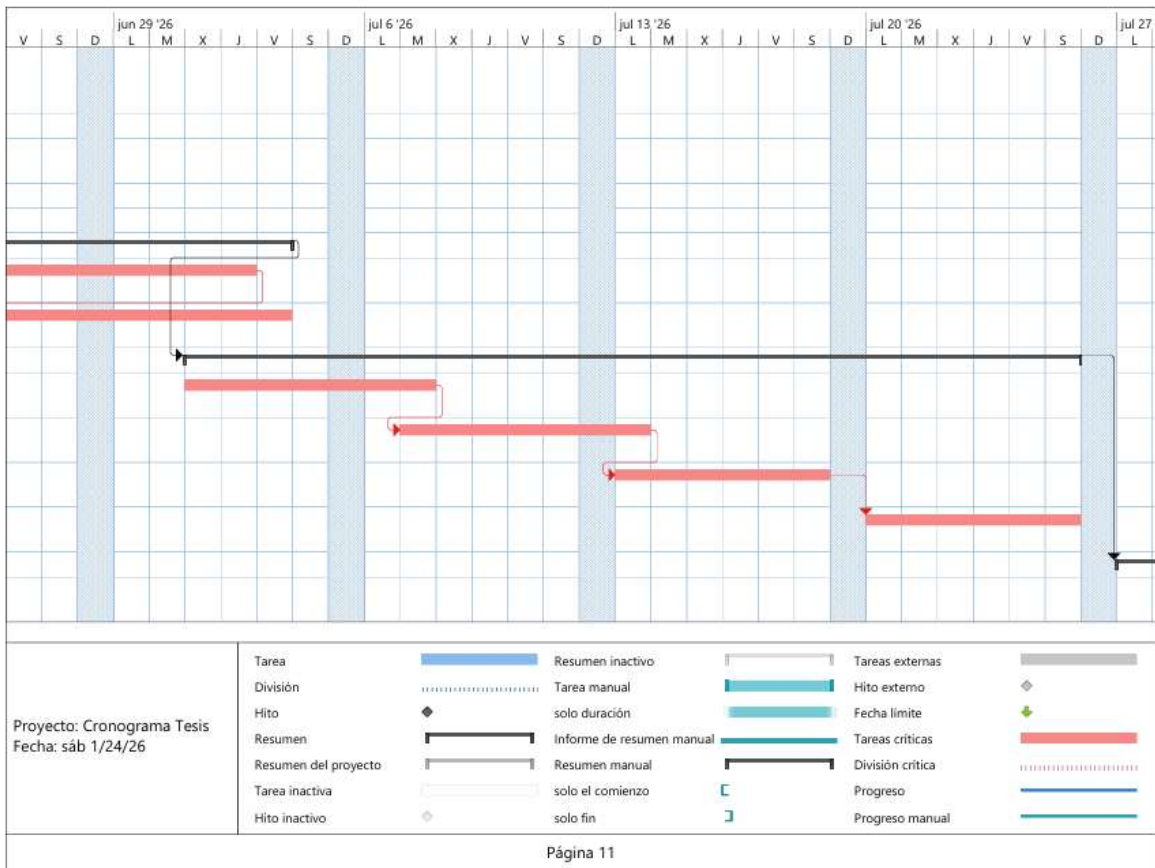 jun 29 '26 jul 6 '26 jul 13 '26 jul 20 '26 jul 27
V S D L M X J V S D L M X J V S D L M X J V S D L M X J V S D L
Proyecto: Cronograma Tesis
Fecha: sáb 1/24/26
Tarea Resumen inactivo Tareas externas
División Tarea manual Hito externo
Hito solo duración Fecha límite
Resumen Informe de resumen manual Tareas críticas
Resumen del proyecto Resumen manual División crítica
Tarea inactiva solo el comienzo Progreso
Hito inactivo solo fin Progreso manual
Página 11